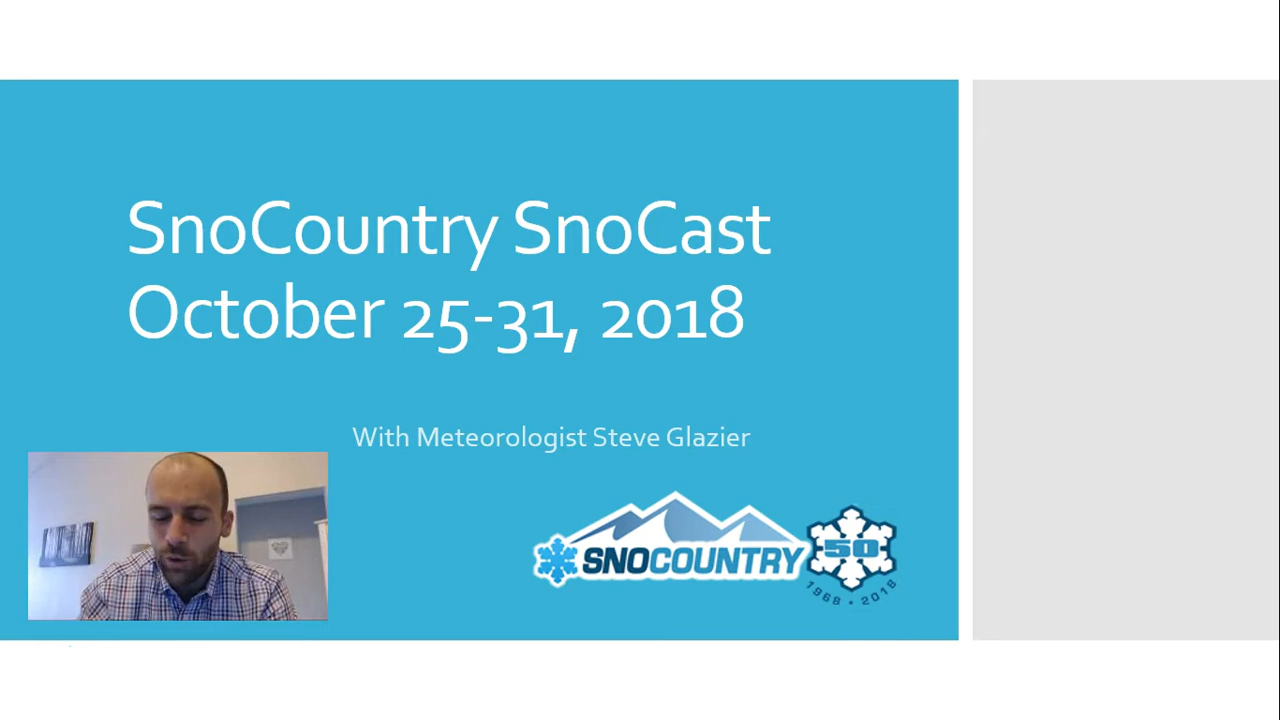 SnoCountry SnoCast
October 25-31, 2018
With Meteorologist Steve Glazier
SNOCOUNTRY
50
1968 • 2018